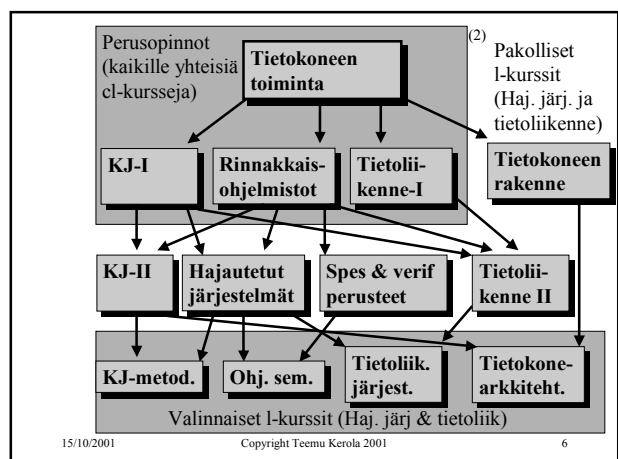 Perusopinnot
(kaikille yhteisiä
cl-kursseja)
Tietokoneen
toiminta
(2)
Pakolliset
l-kurssit
(Haj. järj. ja
tietoliikenne)
KJ-I
Rinnakkais-
ohjelmistot
Tietolii-
kenne-I
Tietokoneen
rakenne
KJ-II
Hajautetut
järjestelmät
Spes & verif
perusteet
Tietolii-
kenne II
KJ-metod.
Ohj. sem.
Tietoliik.
järjest.
Tietokone-
arkkiteht.
Valinnaiset l-kurssit (Haj. järj & tietoliik)
15/10/2001
Copyright Teemu Kerola 2001
6